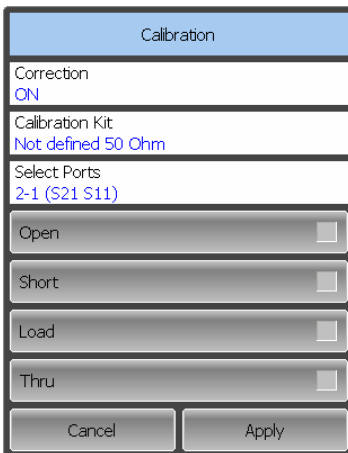 Calibration
Correction
ON
Calibration Kit
Not defined 50 Ohm
Select Ports
2-1 (S21 S11)
Open
Short
Load
Thru
Cancel Apply